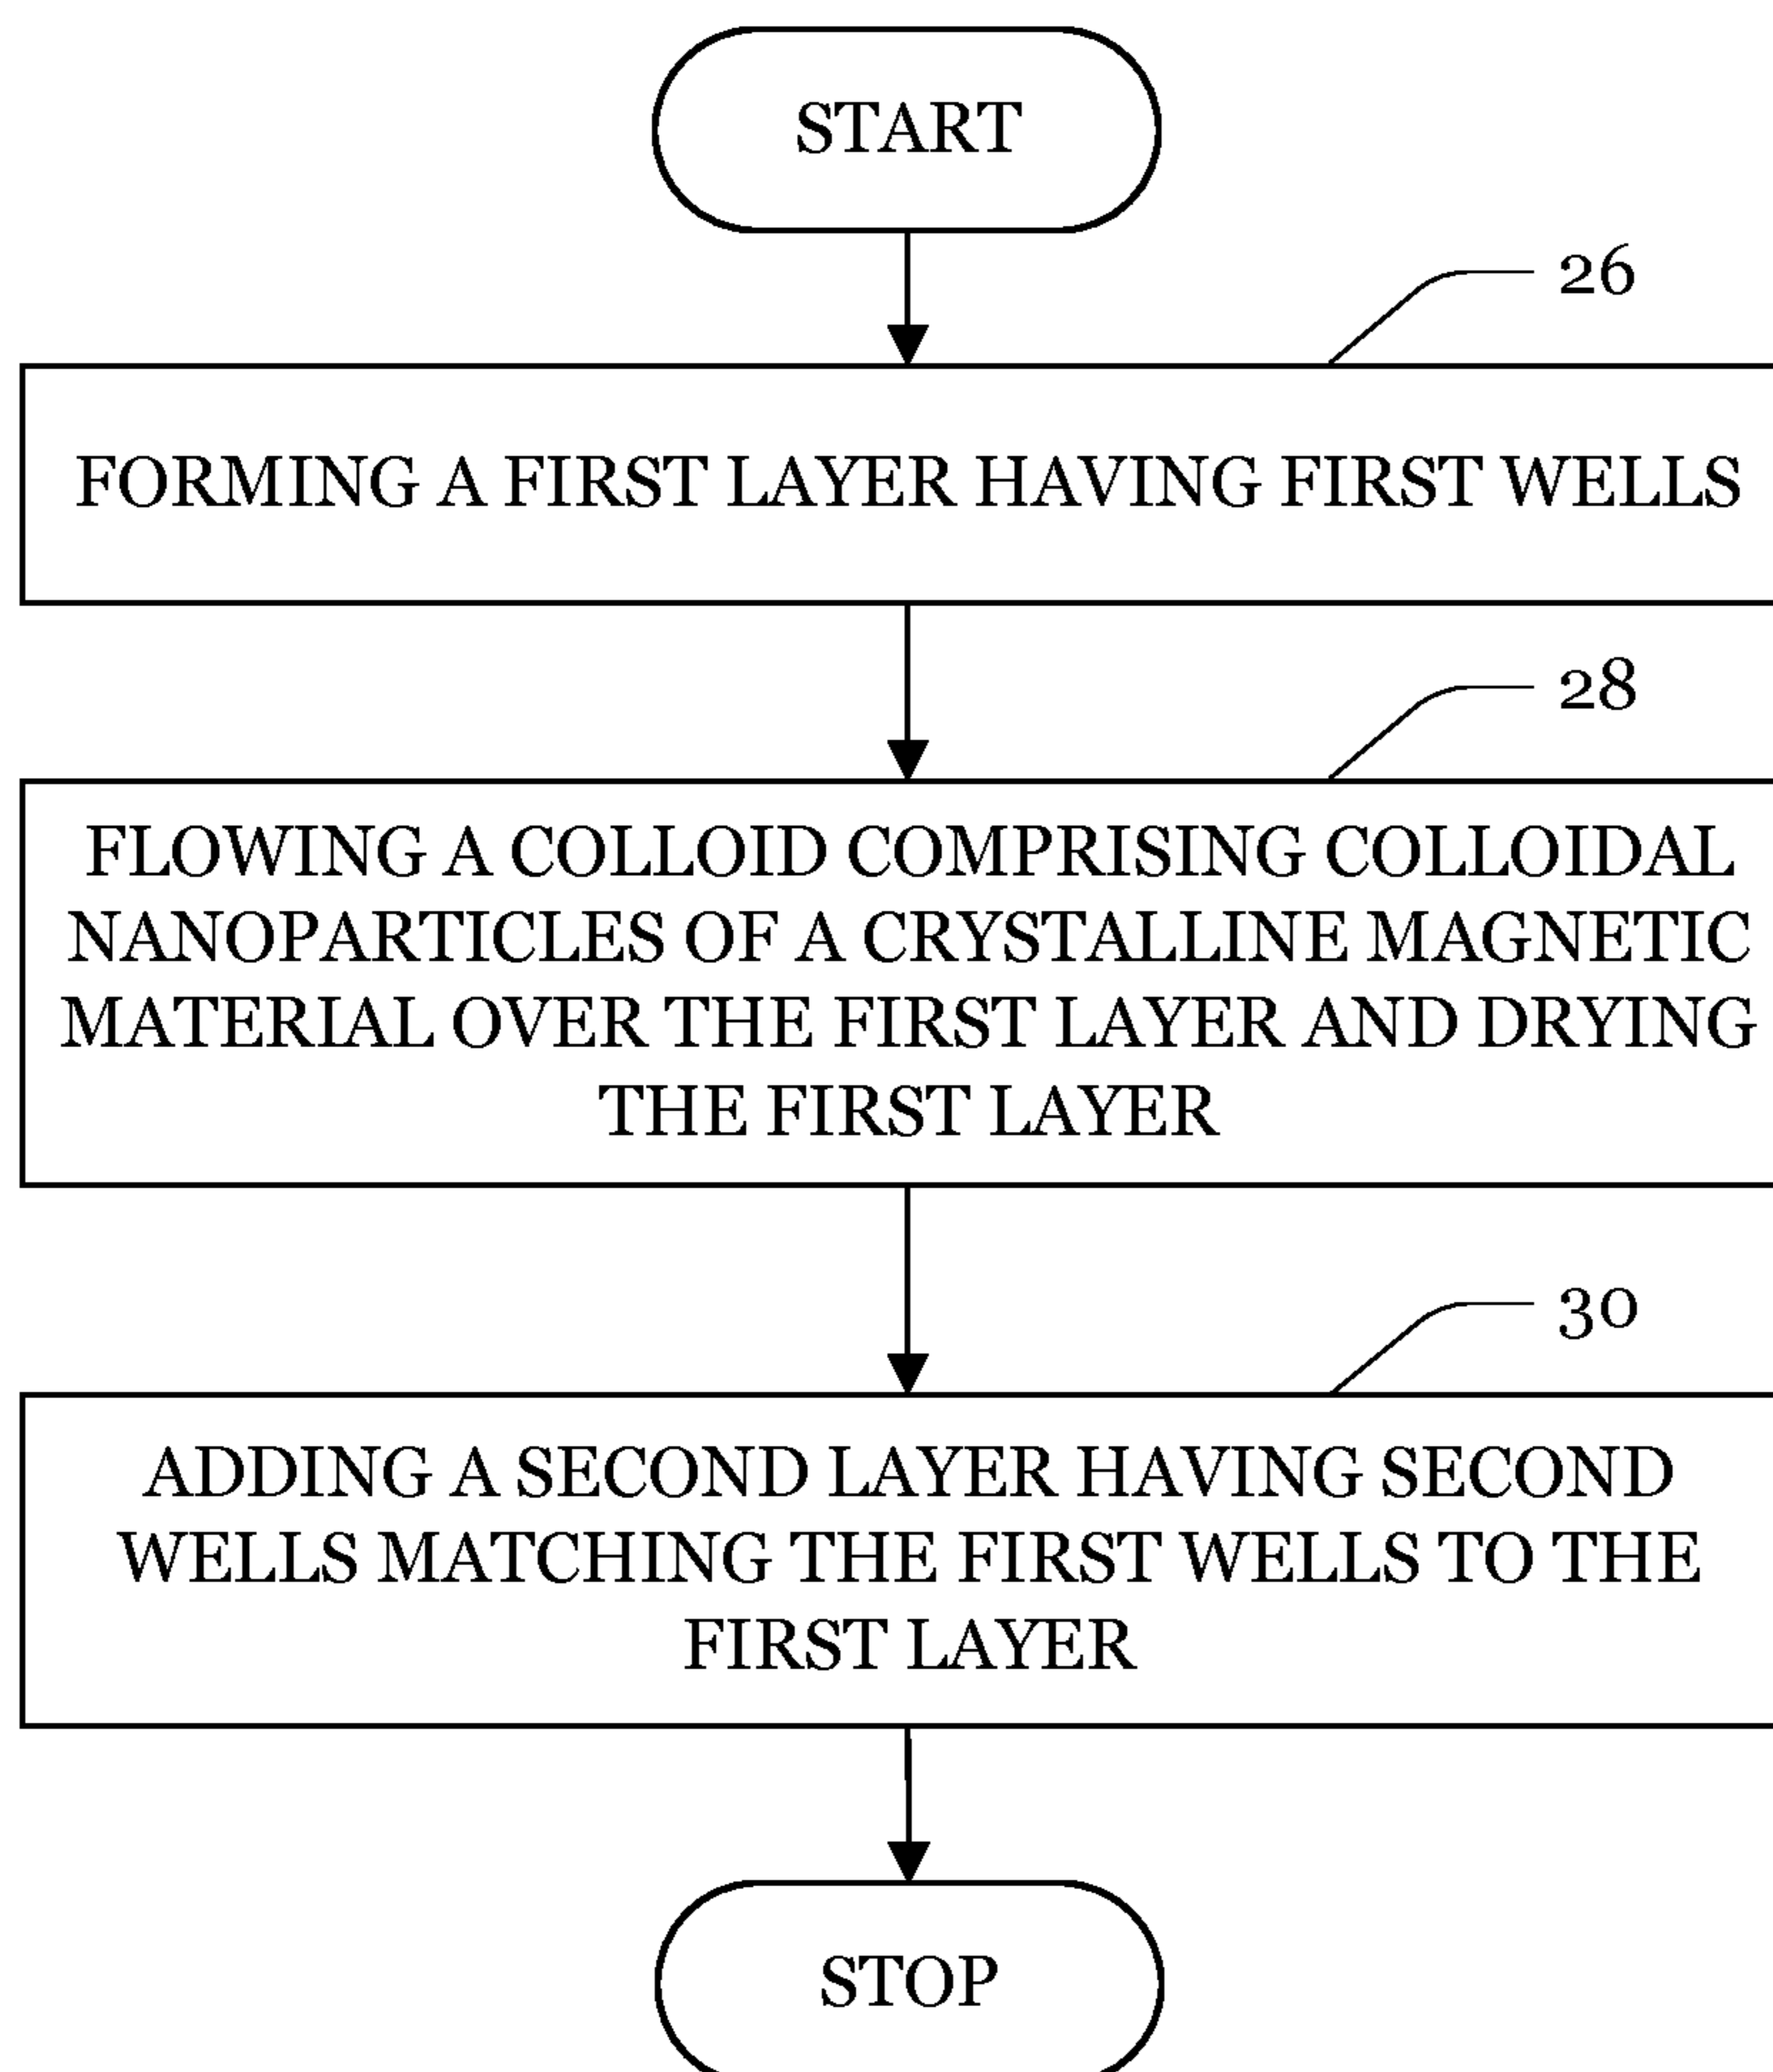 START
26
FORMING A FIRST LAYER HAVING FIRST WELLS
28
FLOWING A COLLOID COMPRISING COLLOIDAL
NANOPARTICLES OF A CRYSTALLINE MAGNETIC
MATERIAL OVER THE FIRST LAYER AND DRYING
THE FIRST LAYER
30
ADDING A SECOND LAYER HAVING SECOND
WELLS MATCHING THE FIRST WELLS TO THE
FIRST LAYER
STOP